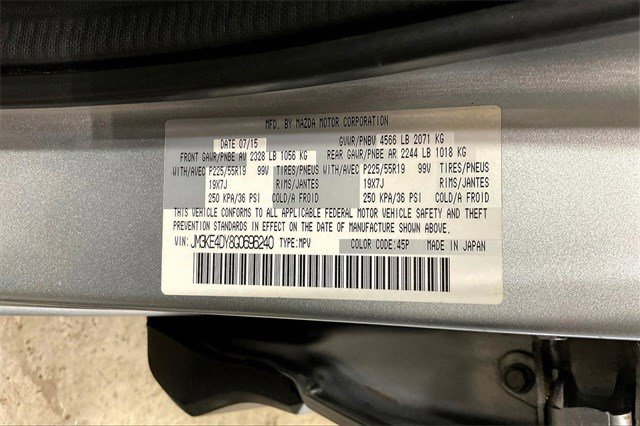 MFD. BY MAZDA MOTOR CORPORATION
DATE 07/15 GVWR/PNBV 4566 LB 2071 KG
FRONT GAWR/PNBE AV 2328 LB 1056 KG REAR GAWR/PNBE AR 2244 LB 1018 KG
WITH/AVEC P225/55R19 99V TIRES/PNEUS WITH/AVEC P225/55R19 99V TIRES/PNEUS
19X7J RIMS/JANTES 19X7J RIMS/JANTES
250 KPA/36 PSI COLD/A FROID 250 KPA/36 PSI COLD/A FROID
THIS VEHICLE CONFORMS TO ALL APPLICABLE FEDERAL MOTOR VEHICLE SAFETY AND THEFT
PREVENTION STANDARDS IN EFFECT ON THE DATE OF MANUFACTURE SHOWN ABOVE.
VIN: JM3KE4DY8G0696240 TYPE:MPV COLOR CODE:45P MADE IN JAPAN